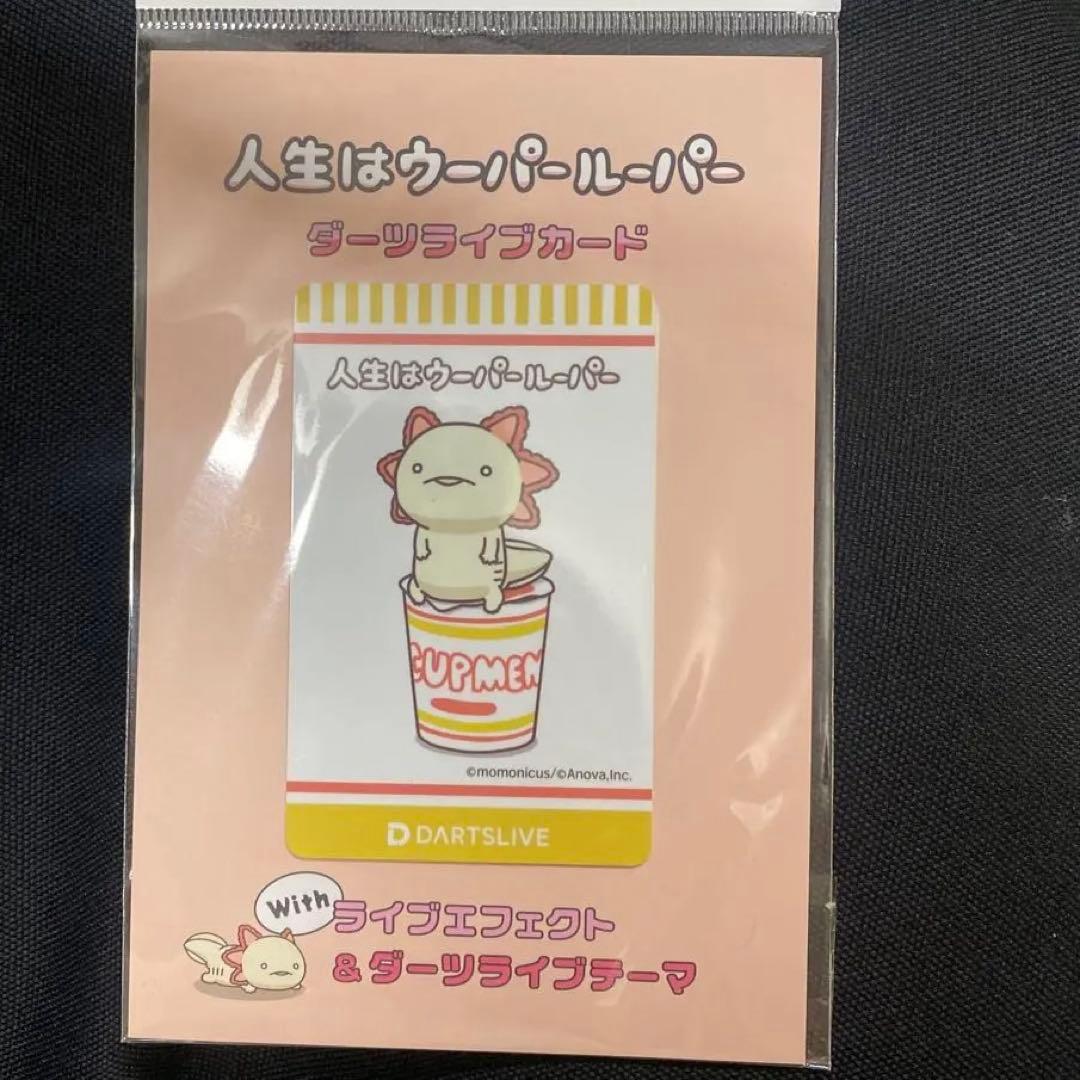 人生はウーパールーパー
ダーツライブカード
人生はウーパールーパー
CUPMEN
©momonicus/©Anova,Inc.
DARTSLIVE
With
ライブエフェクト
&ダーツライブテーマ